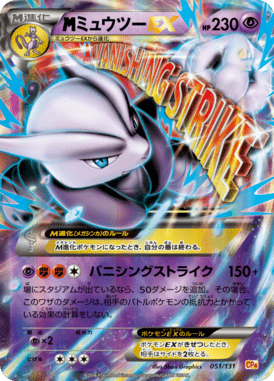 M進化
MミュウツーEX HP230
ミュウツーEXから進化
VANISHING STRIKE
M進化(メガシンカ)のルール
M進化ポケモンになったとき、自分の番は終わる。
バニシングストライク 150+
場にスタジアムが出ているなら、50ダメージを追加。その場合、
このワザのダメージは、相手のバトルポケモンの抵抗力とかかっている
効果を計算しない。
弱点 ×2
ポケモンEXのルール
ポケモンEXがきぜつしたとき、
相手はサイドを2枚とる。
CP6 051/131